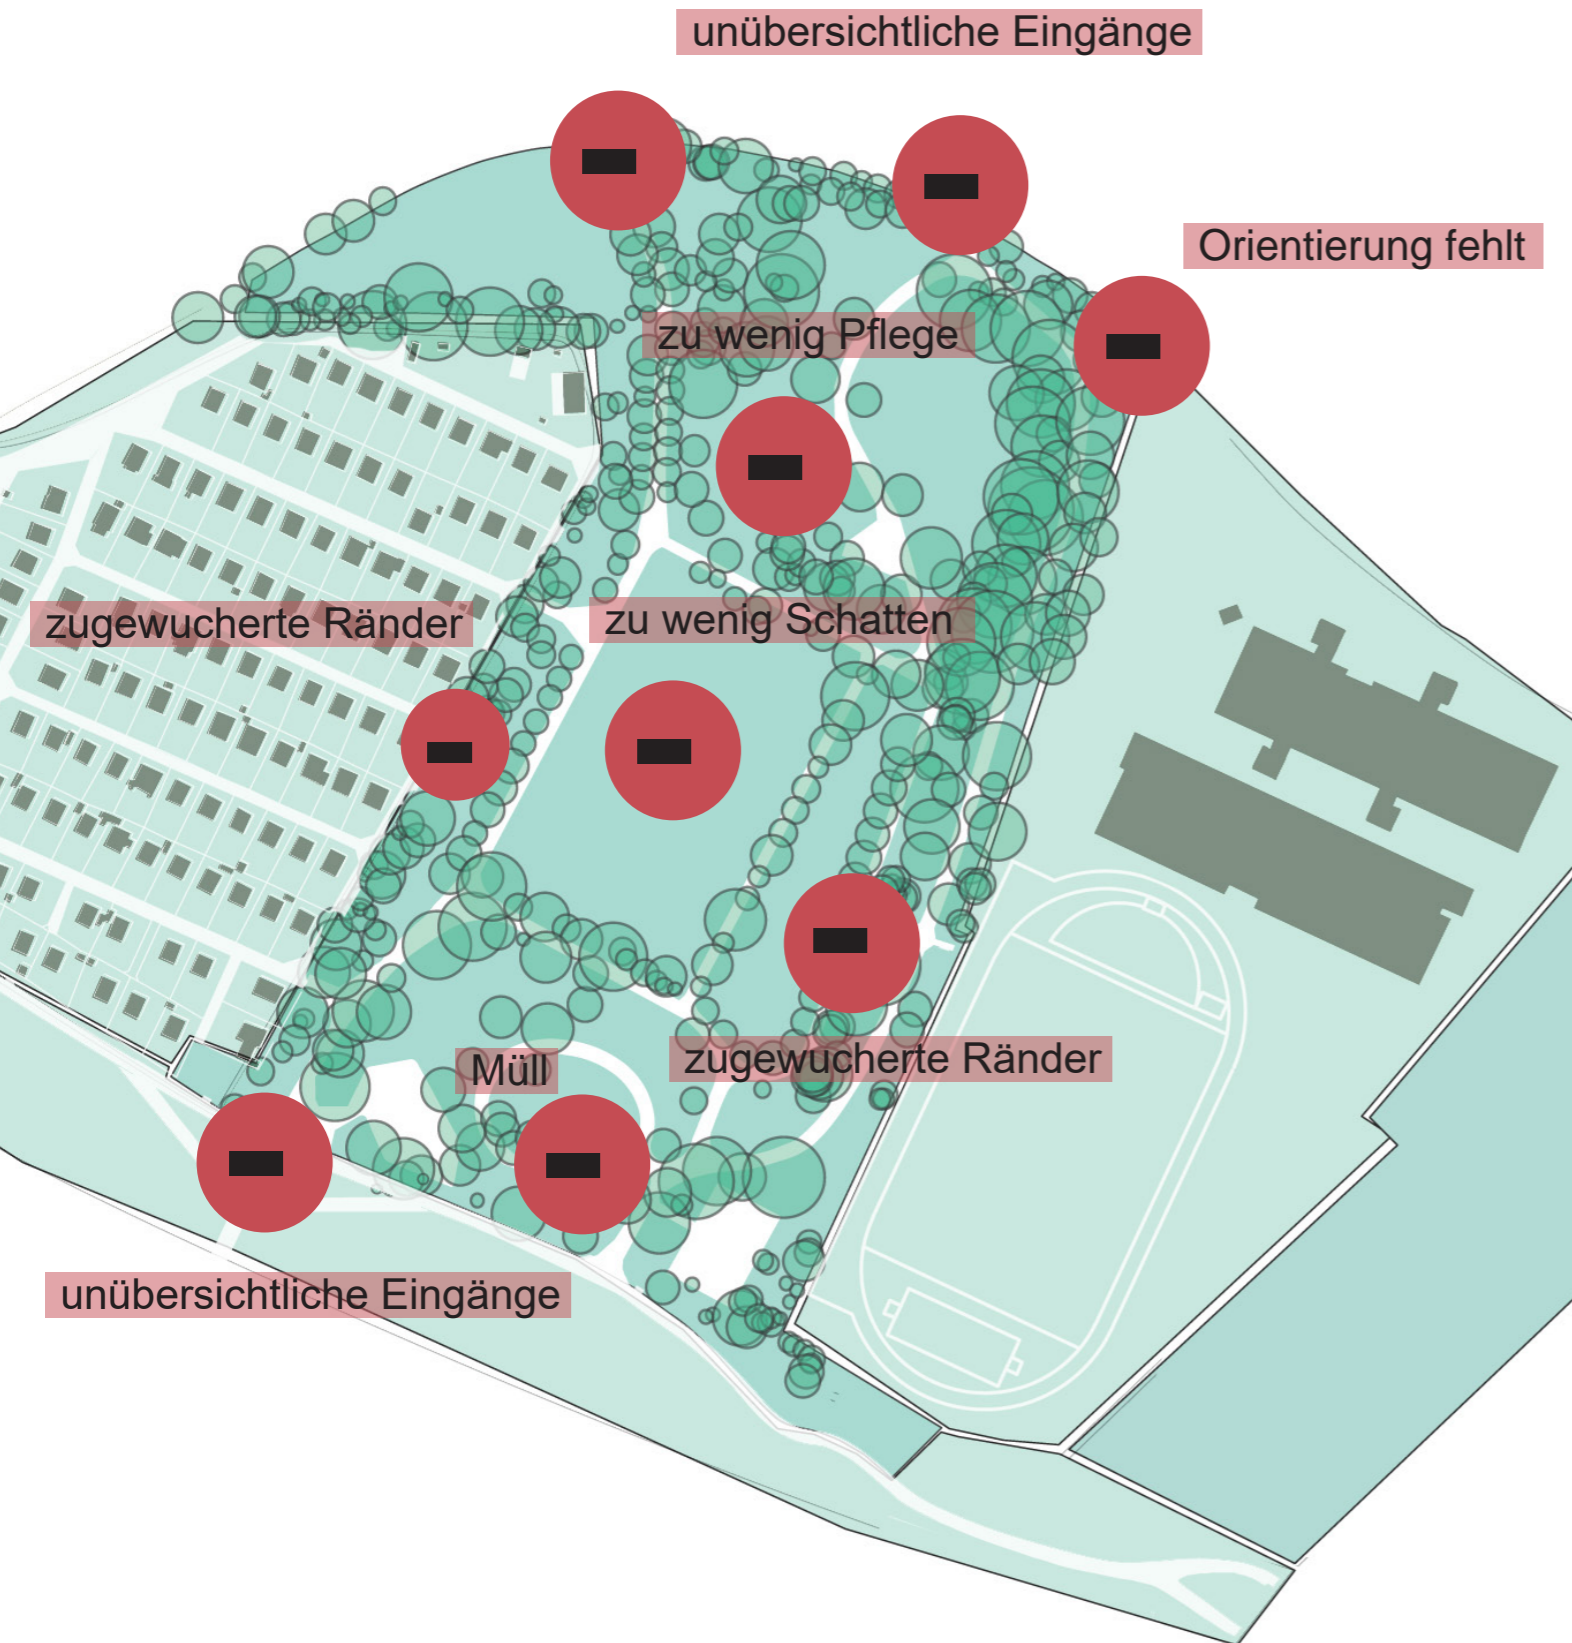 unübersichtliche Eingänge
Orientierung fehlt
zu wenig Pflege
zugewucherte Ränder
zu wenig Schatten
Müll
zugewucherte Ränder
unübersichtliche Eingänge